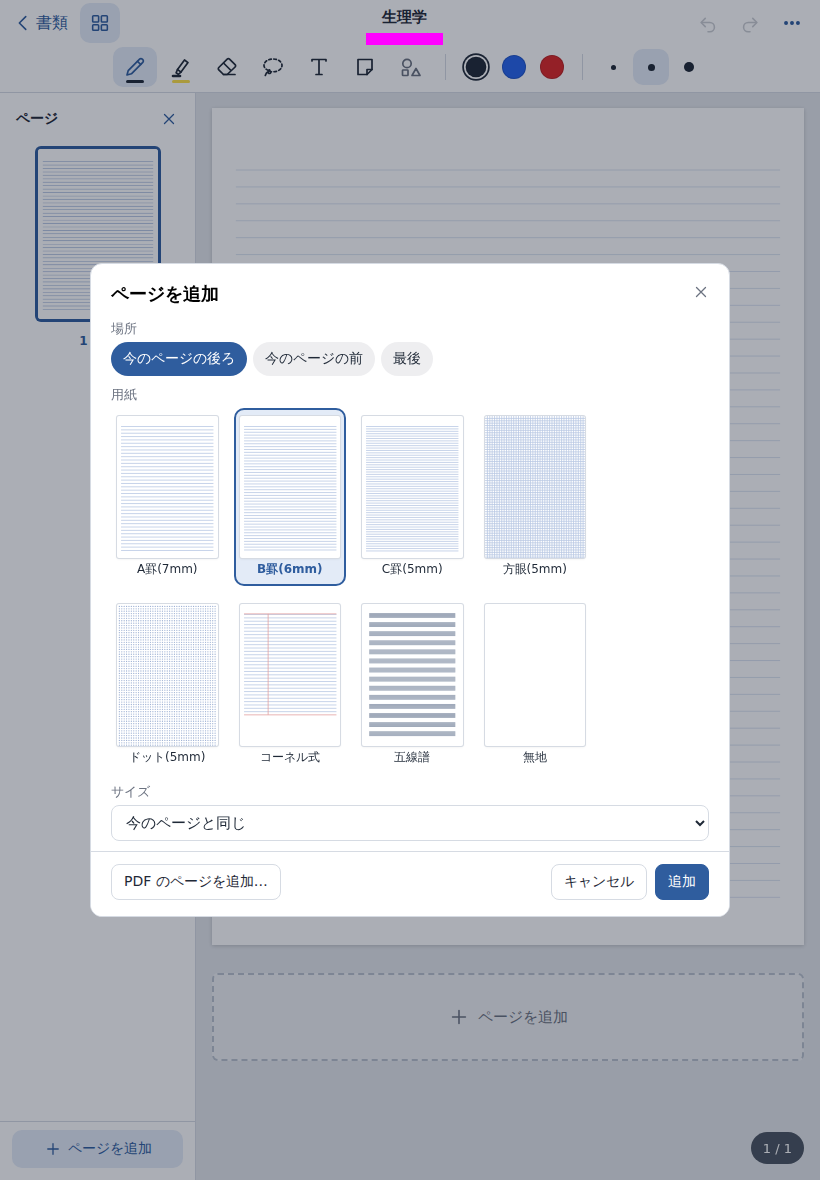 書類
生理学
ページ
1
ページを追加
場所
今のページの後ろ
今のページの前
最後
用紙
A罫(7mm)
B罫(6mm)
C罫(5mm)
方眼(5mm)
ドット(5mm)
コーネル式
五線譜
無地
サイズ
今のページと同じ
PDF のページを追加…
キャンセル
追加
ページを追加
ページを追加
1 / 1